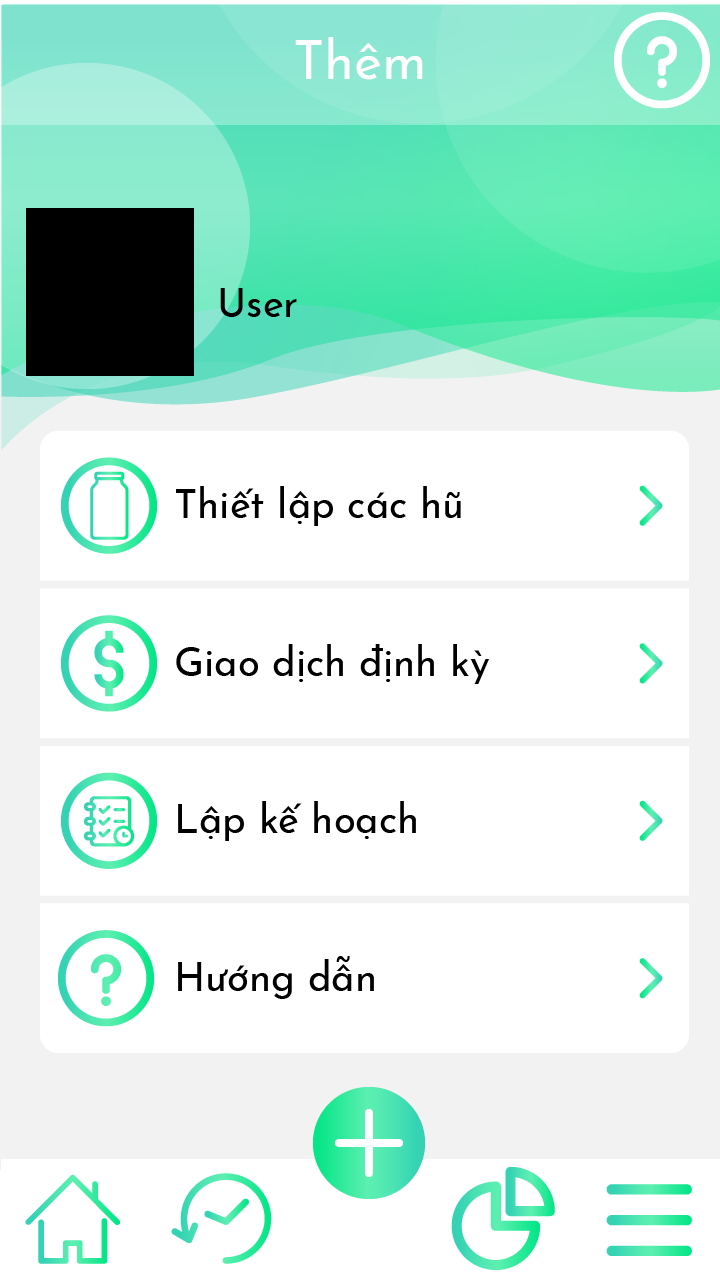 Thêm
User
Thiết lập các hũ
Giao dịch định kỳ
Lập kế hoạch
Hướng dẫn